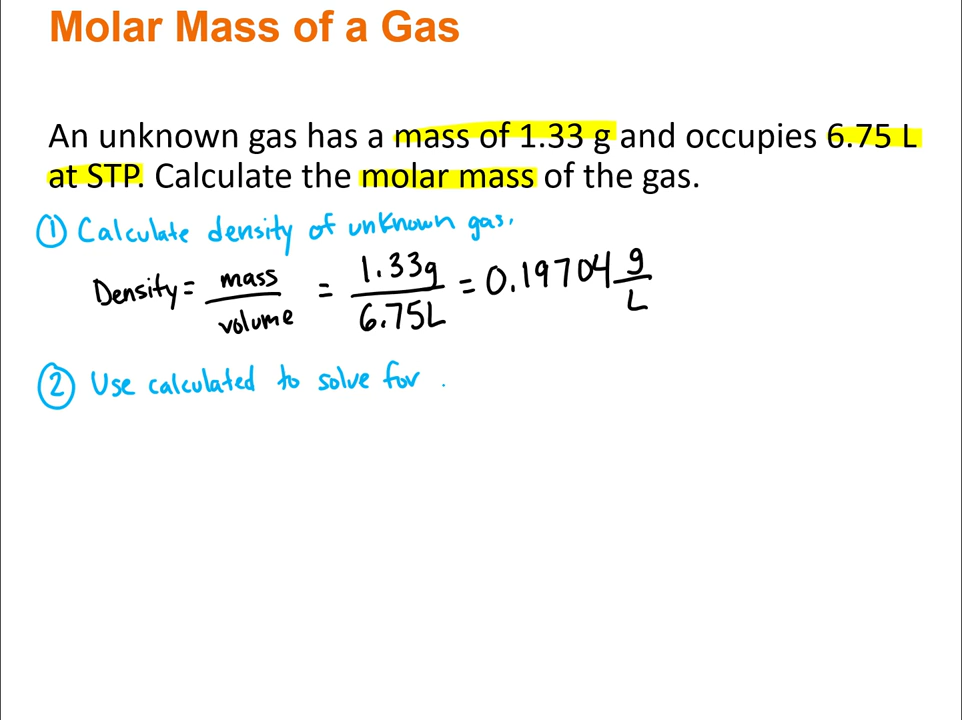 Molar Mass of a Gas
An unknown gas has a mass of 1.33 g and occupies 6.75 L
at STP. Calculate the molar mass of the gas.
① Calculate density of unknown gas.
Density = mass/volume = 1.33g/6.75L = 0.19704 g/L
② Use calculated to solve for .